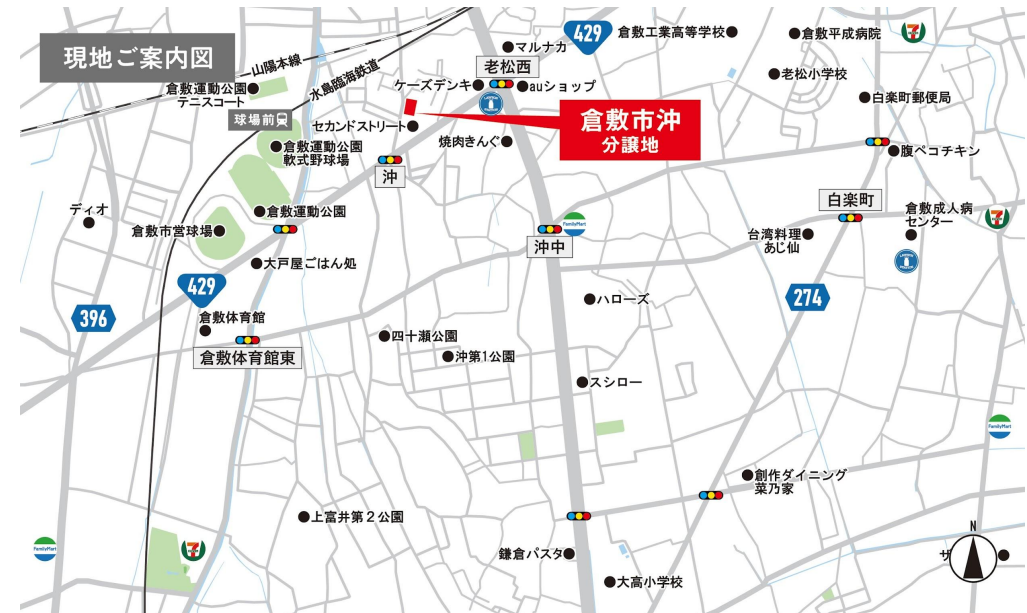 現地ご案内図
山陽本線
水島臨海鉄道
倉敷運動公園
テニスコート
球場前
マルナカ
429
倉敷工業高等学校
倉敷平成病院
7
老松西
ケーズデンキ
auショップ
LAWSON
老松小学校
白楽町郵便局
セカンドストリート
焼肉きんぐ
倉敷市沖
分譲地
倉敷運動公園
軟式野球場
沖
腹ペコチキン
ディオ
倉敷運動公園
倉敷市営球場
沖中
FamilyMart
白楽町
台湾料理
あじ仙
倉敷成人病
センター
7
LAWSON
大戸屋ごはん処
429
396
274
倉敷体育館
ハローズ
四十瀬公園
倉敷体育館東
沖第1公園
スシロー
FamilyMart
創作ダイニング
菜乃家
上富井第2公園
FamilyMart
7
鎌倉パスタ
大高小学校
サ
N